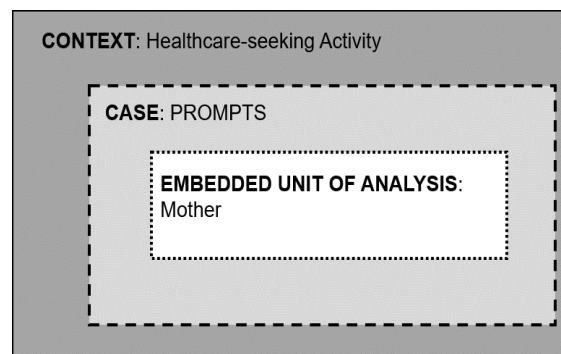 CONTEXT: Healthcare-seeking Activity
CASE: PROMPTS
EMBEDDED UNIT OF ANALYSIS:
Mother